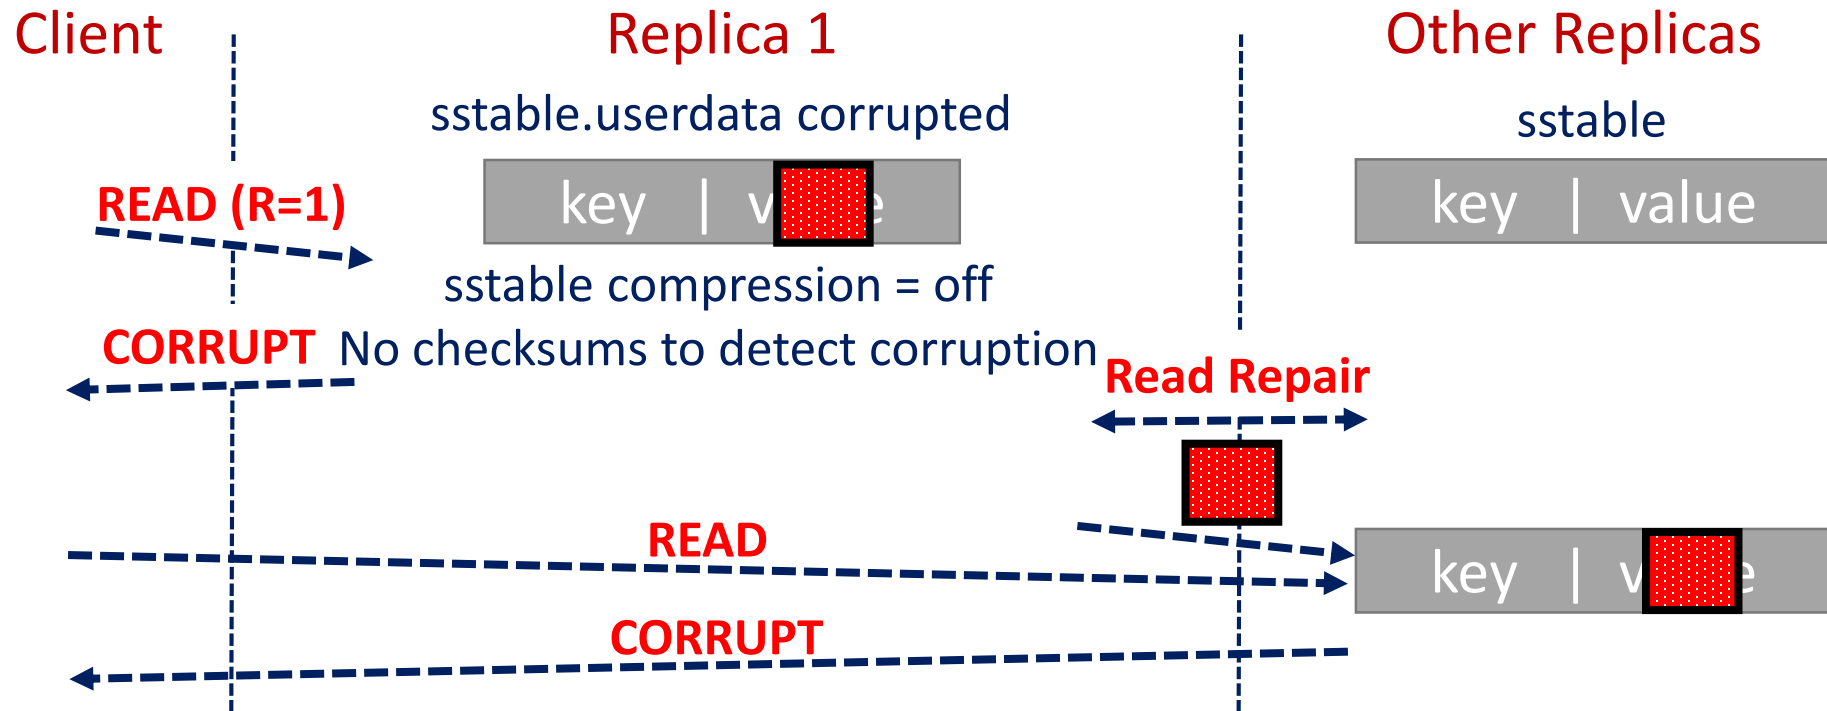 Client
Replica 1
Other Replicas
sstable.userdata corrupted
sstable
READ (R=1)
key | v e
key | value
sstable compression = off
CORRUPT
No checksums to detect corruption
Read Repair
READ
key | v e
CORRUPT